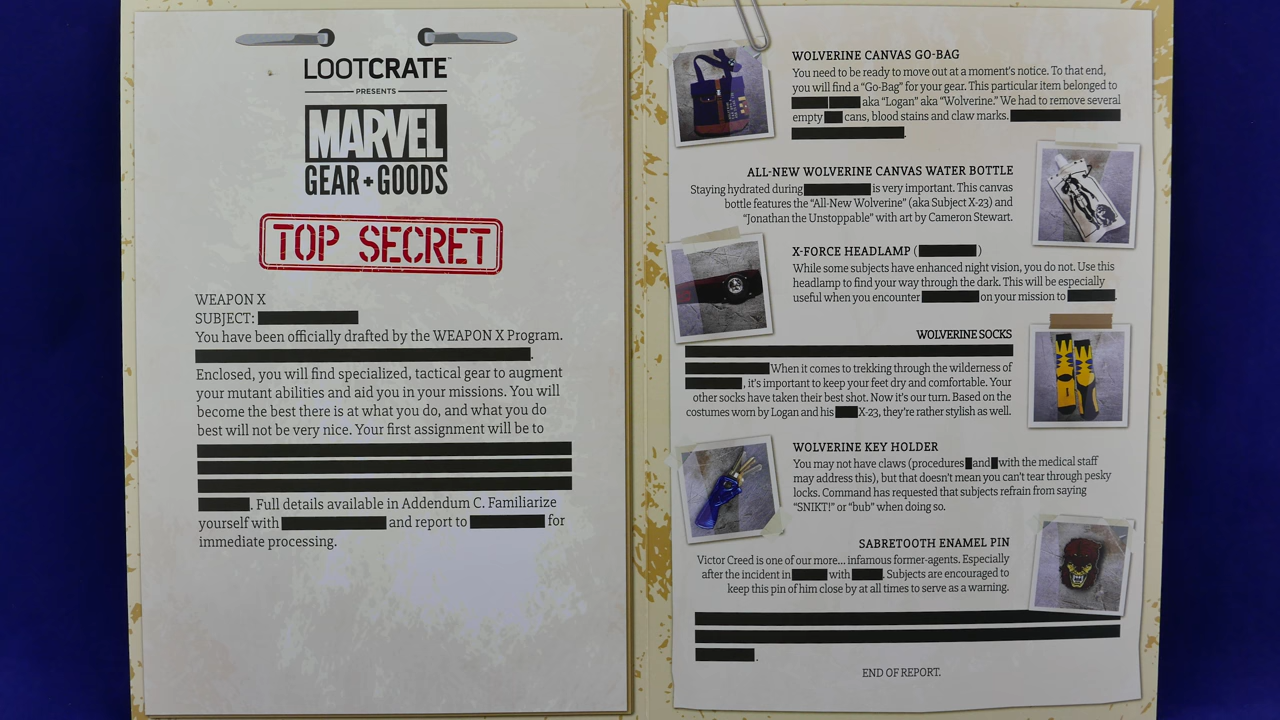 LOOTCRATE™
PRESENTS
MARVEL
GEAR + GOODS
TOP SECRET
WEAPON X
SUBJECT:
You have been officially drafted by the WEAPON X Program.
.
Enclosed, you will find specialized, tactical gear to augment
your mutant abilities and aid you in your missions. You will
become the best there is at what you do, and what you do
best will not be very nice. Your first assignment will be to
. Full details available in Addendum C. Familiarize
yourself with and report to for
immediate processing.
WOLVERINE CANVAS GO-BAG
You need to be ready to move out at a moment's notice. To that end,
you will find a “Go-Bag” for your gear. This particular item belonged to
aka “Logan” aka “Wolverine.” We had to remove several
empty cans, blood stains and claw marks.
.
ALL-NEW WOLVERINE CANVAS WATER BOTTLE
Staying hydrated during is very important. This canvas
bottle features the “All-New Wolverine” (aka Subject X-23) and
“Jonathan the Unstoppable” with art by Cameron Stewart.
X-FORCE HEADLAMP ( )
While some subjects have enhanced night vision, you do not. Use this
headlamp to find your way through the dark. This will be especially
useful when you encounter on your mission to .
WOLVERINE SOCKS
When it comes to trekking through the wilderness of
, it's important to keep your feet dry and comfortable. Your
other socks have taken their best shot. Now it's our turn. Based on the
costumes worn by Logan and his X-23, they're rather stylish as well.
WOLVERINE KEY HOLDER
You may not have claws (procedures and with the medical staff
may address this), but that doesn't mean you can't tear through pesky
locks. Command has requested that subjects refrain from saying
“SNIKT!” or “bub” when doing so.
SABRETOOTH ENAMEL PIN
Victor Creed is one of our more... infamous former-agents. Especially
after the incident in with . Subjects are encouraged to
keep this pin of him close by at all times to serve as a warning.
.
END OF REPORT.